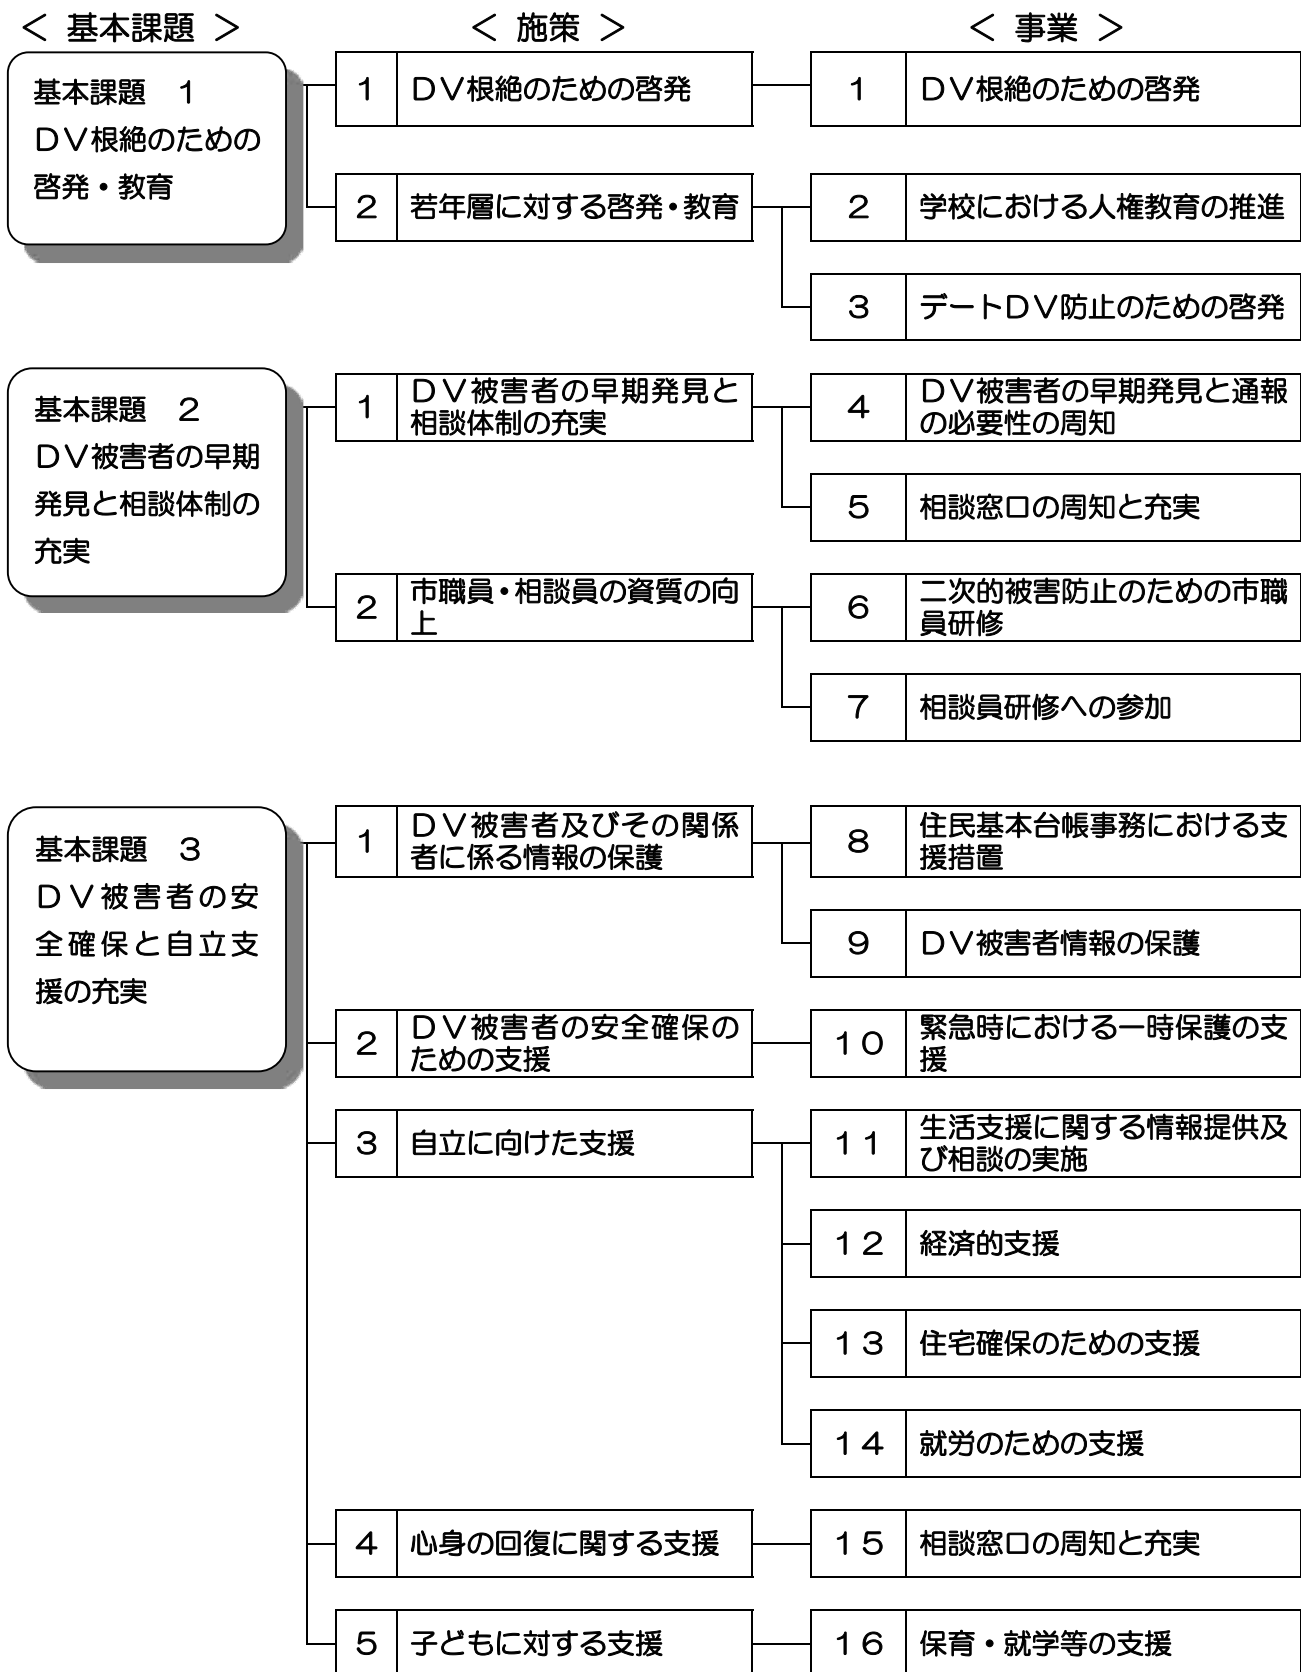 ＜ 基本課題 ＞
＜ 施策 ＞
＜ 事業 ＞
基本課題　１
ＤＶ根絶のための
啓発・教育
１
ＤＶ根絶のための啓発
１
ＤＶ根絶のための啓発
２
若年層に対する啓発・教育
２
学校における人権教育の推進
３
デートＤＶ防止のための啓発
基本課題　２
ＤＶ被害者の早期
発見と相談体制の
充実
１
ＤＶ被害者の早期発見と
相談体制の充実
４
ＤＶ被害者の早期発見と通報
の必要性の周知
５
相談窓口の周知と充実
２
市職員・相談員の資質の向
上
６
二次的被害防止のための市職
員研修
７
相談員研修への参加
基本課題　３
ＤＶ被害者の安
全確保と自立支
援の充実
１
ＤＶ被害者及びその関係
者に係る情報の保護
８
住民基本台帳事務における支
援措置
９
ＤＶ被害者情報の保護
２
ＤＶ被害者の安全確保の
ための支援
１０
緊急時における一時保護の支
援
３
自立に向けた支援
１１
生活支援に関する情報提供及
び相談の実施
１２
経済的支援
１３
住宅確保のための支援
１４
就労のための支援
４
心身の回復に関する支援
１５
相談窓口の周知と充実
５
子どもに対する支援
１６
保育・就学等の支援